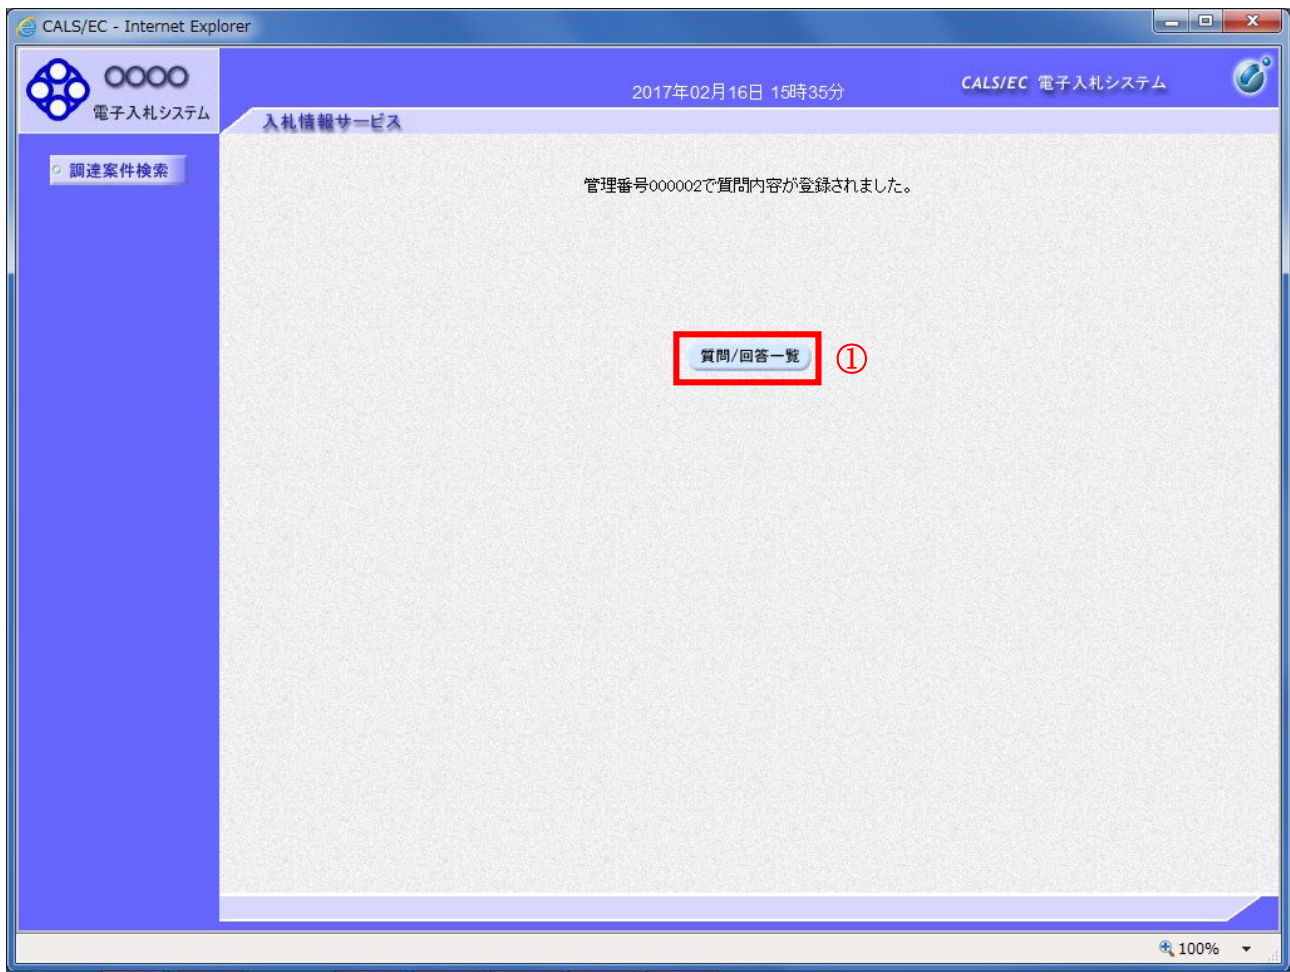 CALS/EC - Internet Explorer
○○○○
電子入札システム
2017年02月16日 15時35分
CALS/EC 電子入札システム
入札情報サービス
調達案件検索
管理番号000002で質問内容が登録されました。
質問/回答一覧
①
100%